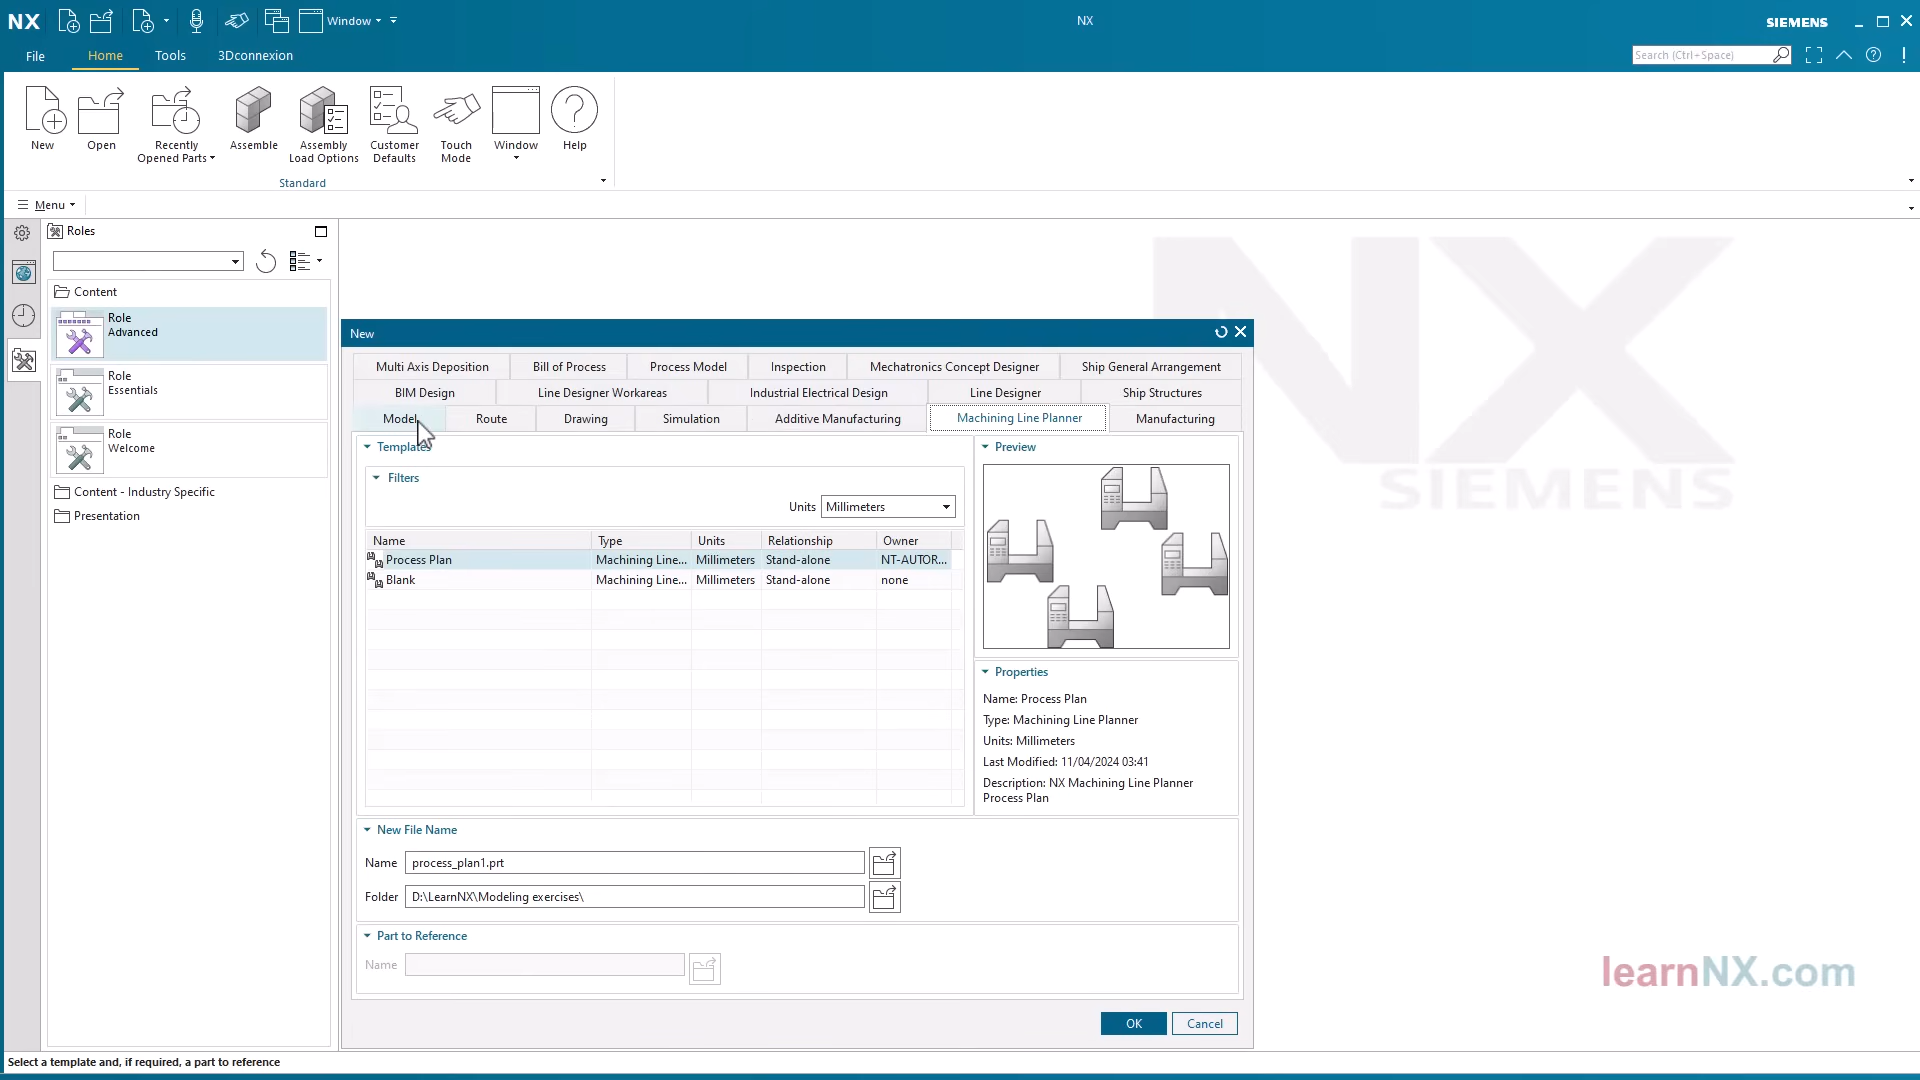 NX Window NX SIEMENS
File Home Tools 3Dconnexion Search (Ctrl+Space)
New Open Recently Opened Parts Assemble Assembly Load Options Customer Defaults Touch Mode Window Help
Standard
Menu
Roles
Content
Role
Advanced
Role
Essentials
Role
Welcome
Content - Industry Specific
Presentation
NX
SIEMENS
New
Multi Axis Deposition Bill of Process Process Model Inspection Mechatronics Concept Designer Ship General Arrangement
BIM Design Line Designer Workareas Industrial Electrical Design Line Designer Ship Structures
Model Route Drawing Simulation Additive Manufacturing Machining Line Planner Manufacturing
Templates
Filters
Units Millimeters
Name Type Units Relationship Owner
Process Plan Machining Line... Millimeters Stand-alone NT-AUTOR...
Blank Machining Line... Millimeters Stand-alone none
Preview
Properties
Name: Process Plan
Type: Machining Line Planner
Units: Millimeters
Last Modified: 11/04/2024 03:41
Description: NX Machining Line Planner
Process Plan
New File Name
Name process_plan1.prt
Folder D:\LearnNX\Modeling exercises\
Part to Reference
Name
OK Cancel
learnNX.com
Select a template and, if required, a part to reference